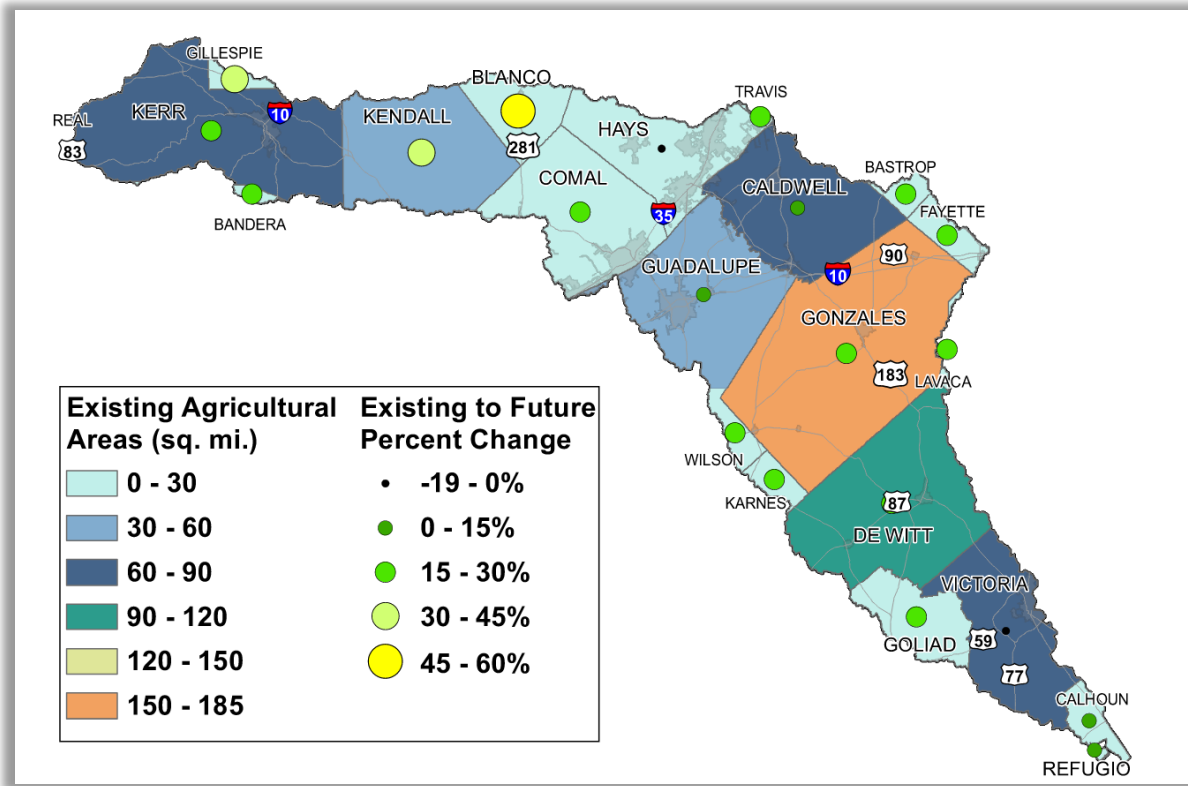 GILLESPIE
BLANCO
KERR
10
KENDALL
TRAVIS
REAL
83
HAYS
281
BASTROP
COMAL
CALDWELL
BANDERA
35
FAYETTE
90
GUADALUPE
10
GONZALES
183
LAVACA
WILSON
KARNES
87
DE WITT
VICTORIA
GOLIAD
59
77
CALHOUN
REFUGIO
Existing Agricultural
Areas (sq. mi.)
0 - 30
30 - 60
60 - 90
90 - 120
120 - 150
150 - 185
Existing to Future
Percent Change
-19 - 0%
0 - 15%
15 - 30%
30 - 45%
45 - 60%